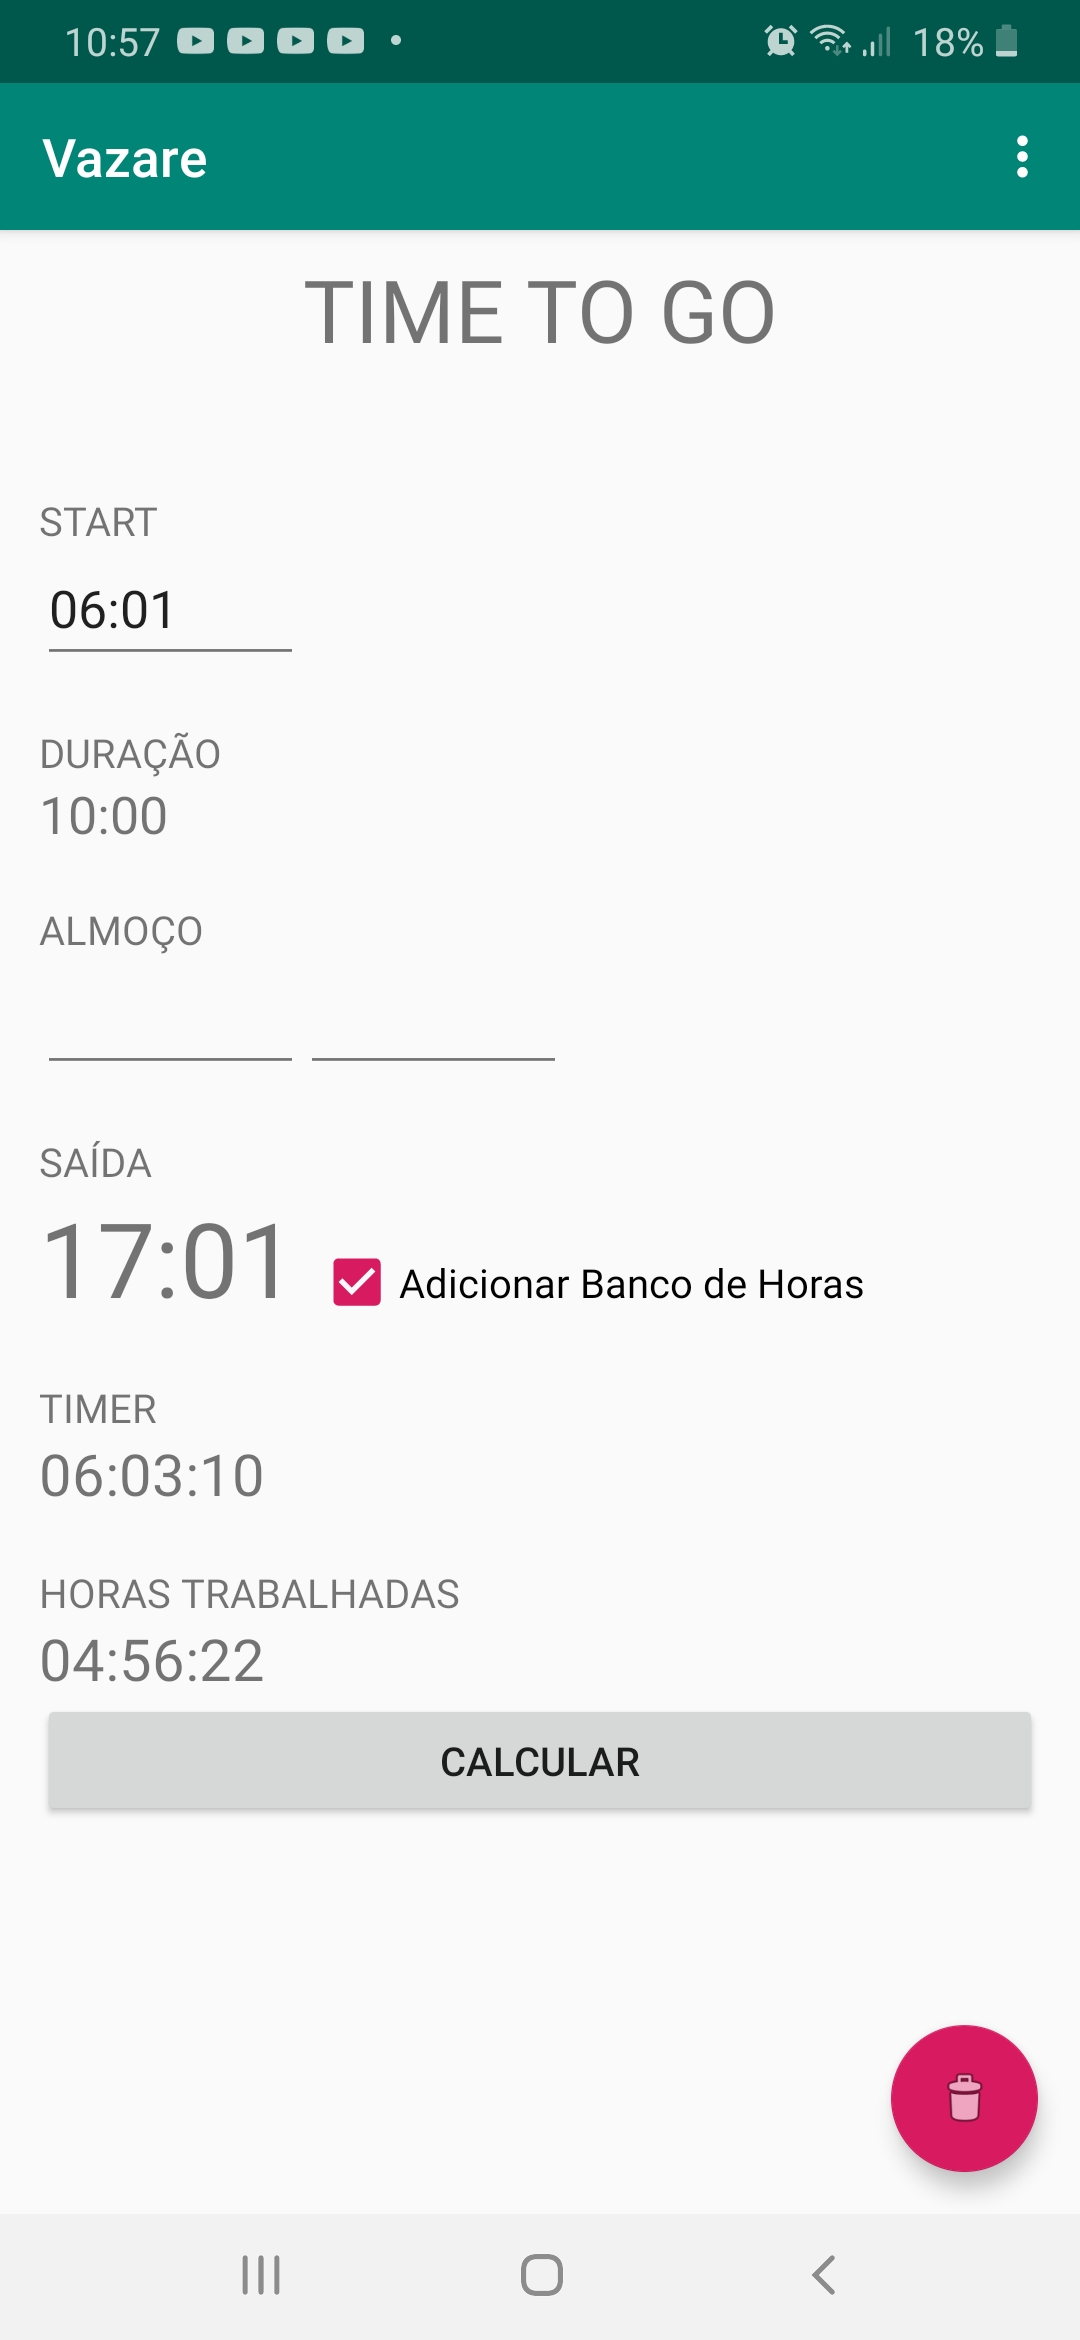 10:57
18%
Vazare
TIME TO GO
START
06:01
DURAÇÃO
10:00
ALMOÇO
SAÍDA
17:01
Adicionar Banco de Horas
TIMER
06:03:10
HORAS TRABALHADAS
04:56:22
CALCULAR